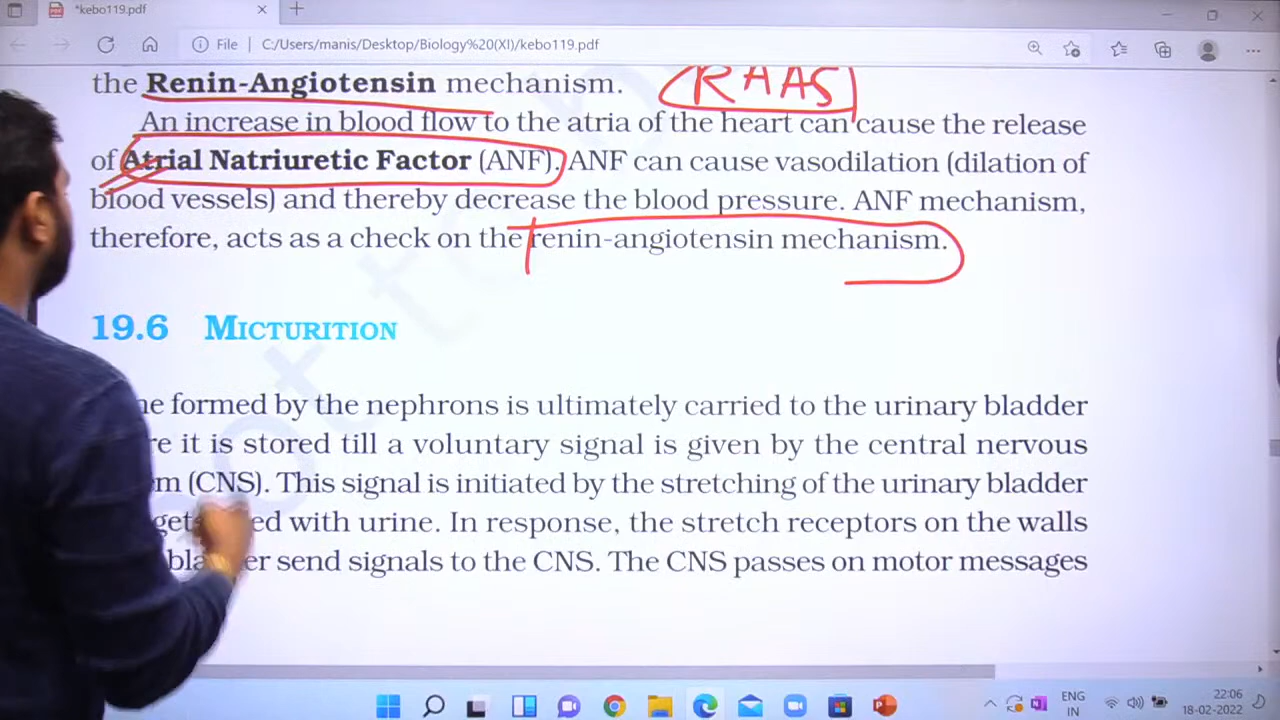 *kebo119.pdf
File
C:/Users/manis/Desktop/Biology%20(XI)/kebo119.pdf
the Renin-Angiotensin mechanism.
RAAS
An increase in blood flow to the atria of the heart can cause the release
of Atrial Natriuretic Factor (ANF). ANF can cause vasodilation (dilation of
blood vessels) and thereby decrease the blood pressure. ANF mechanism,
therefore, acts as a check on the renin-angiotensin mechanism.
19.6 MICTURITION
ne formed by the nephrons is ultimately carried to the urinary bladder
re it is stored till a voluntary signal is given by the central nervous
m (CNS). This signal is initiated by the stretching of the urinary bladder
get ed with urine. In response, the stretch receptors on the walls
bla er send signals to the CNS. The CNS passes on motor messages
ENG
IN
22:06
18-02-2022